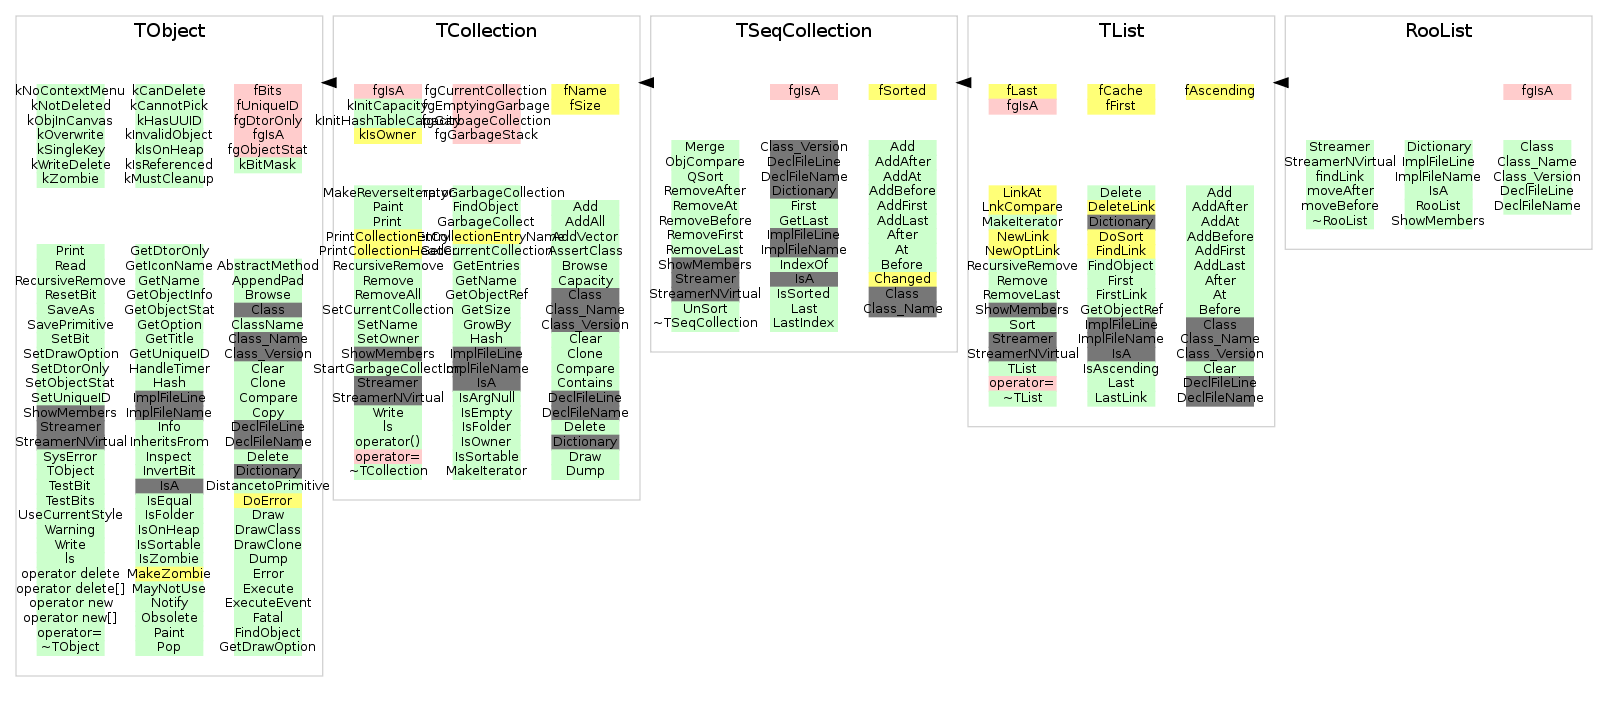 TObject
kNoContextMenu
kNotDeleted
kObjInCanvas
kOverwrite
kSingleKey
kWriteDelete
kZombie
kCanDelete
kCannotPick
kHasUUID
kInvalidObject
kIsOnHeap
kIsReferenced
kMustCleanup
fBits
fUniqueID
fgDtorOnly
fgIsA
fgObjectStat
kBitMask
Print
Read
RecursiveRemove
ResetBit
SaveAs
SavePrimitive
SetBit
SetDrawOption
SetDtorOnly
SetObjectStat
SetUniqueID
ShowMembers
Streamer
StreamerNVirtual
SysError
TObject
TestBit
TestBits
UseCurrentStyle
Warning
Write
ls
operator delete
operator delete[]
operator new
operator new[]
operator=
~TObject
GetDtorOnly
GetIconName
GetName
GetObjectInfo
GetObjectStat
GetOption
GetTitle
GetUniqueID
HandleTimer
Hash
ImplFileLine
ImplFileName
Info
InheritsFrom
Inspect
InvertBit
IsA
IsEqual
IsFolder
IsOnHeap
IsSortable
IsZombie
MakeZombie
MayNotUse
Notify
Obsolete
Paint
Pop
AbstractMethod
AppendPad
Browse
Class
ClassName
Class_Name
Class_Version
Clear
Clone
Compare
Copy
DeclFileLine
DeclFileName
Delete
Dictionary
DistancetoPrimitive
DoError
Draw
DrawClass
DrawClone
Dump
Error
Execute
ExecuteEvent
Fatal
FindObject
GetDrawOption
TCollection
fgIsA
kInitCapacity
kInitHashTableCapacity
kIsOwner
fgCurrentCollection
fgEmptyingGarbage
fgGarbageCollection
fgGarbageStack
fName
fSize
MakeReverseIterator
Paint
Print
PrintCollectionEntry
PrintCollectionHeader
RecursiveRemove
Remove
RemoveAll
SetCurrentCollection
SetName
SetOwner
ShowMembers
StartGarbageCollection
Streamer
StreamerNVirtual
Write
ls
operator()
operator=
~TCollection
EmptyGarbageCollection
FindObject
GarbageCollect
GetCollectionEntryName
GetCurrentCollection
GetEntries
GetName
GetObjectRef
GetSize
GrowBy
Hash
ImplFileLine
ImplFileName
IsA
IsArgNull
IsEmpty
IsFolder
IsOwner
IsSortable
MakeIterator
Add
AddAll
AddVector
AssertClass
Browse
Capacity
Class
Class_Name
Class_Version
Clear
Clone
Compare
Contains
DeclFileLine
DeclFileName
Delete
Dictionary
Draw
Dump
TSeqCollection
fgIsA
fSorted
Merge
ObjCompare
QSort
RemoveAfter
RemoveAt
RemoveBefore
RemoveFirst
RemoveLast
ShowMembers
Streamer
StreamerNVirtual
UnSort
~TSeqCollection
Class_Version
DeclFileLine
DeclFileName
Dictionary
First
GetLast
ImplFileLine
ImplFileName
IndexOf
IsA
IsSorted
Last
LastIndex
Add
AddAfter
AddAt
AddBefore
AddFirst
AddLast
After
At
Before
Changed
Class
Class_Name
TList
fLast
fgIsA
fCache
fFirst
fAscending
LinkAt
LnkCompare
MakeIterator
NewLink
NewOptLink
RecursiveRemove
Remove
RemoveLast
ShowMembers
Sort
Streamer
StreamerNVirtual
TList
operator=
~TList
Delete
DeleteLink
Dictionary
DoSort
FindLink
FindObject
First
FirstLink
GetObjectRef
ImplFileLine
ImplFileName
IsA
IsAscending
Last
LastLink
Add
AddAfter
AddAt
AddBefore
AddFirst
AddLast
After
At
Before
Class
Class_Name
Class_Version
Clear
DeclFileLine
DeclFileName
RooList
fgIsA
Streamer
StreamerNVirtual
findLink
moveAfter
moveBefore
~RooList
Dictionary
ImplFileLine
ImplFileName
IsA
RooList
ShowMembers
Class
Class_Name
Class_Version
DeclFileLine
DeclFileName